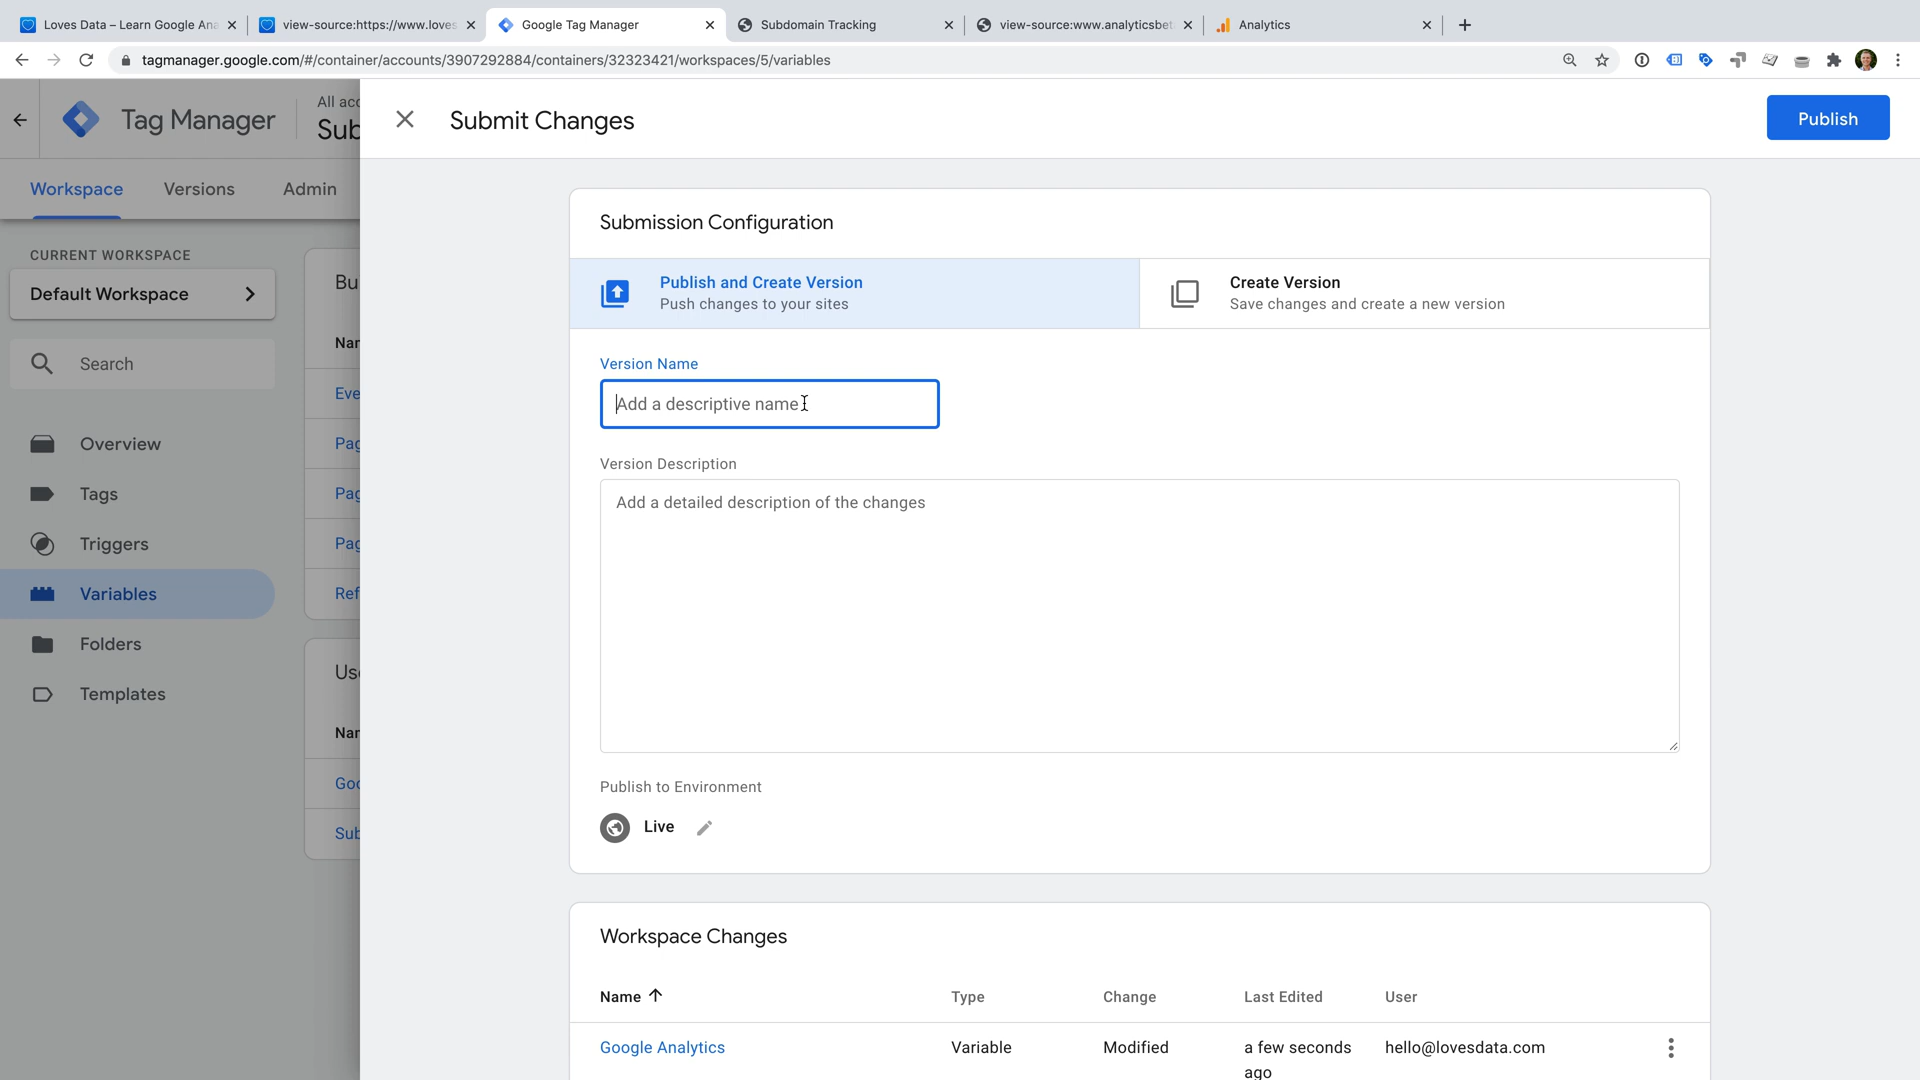 Loves Data – Learn Google Ana
view-source:https://www.loves
Google Tag Manager
Subdomain Tracking
view-source:www.analyticsbet
Analytics
tagmanager.google.com/#/container/accounts/3907292884/containers/32323421/workspaces/5/variables
Tag Manager
All acc
Sub
Submit Changes
Publish
Workspace
Versions
Admin
CURRENT WORKSPACE
Default Workspace
Search
Overview
Tags
Triggers
Variables
Folders
Templates
Bu
Nar
Eve
Pag
Pag
Pag
Ref
Use
Nar
Goo
Sub
Submission Configuration
Publish and Create Version
Push changes to your sites
Create Version
Save changes and create a new version
Version Name
Add a descriptive name
Version Description
Add a detailed description of the changes
Publish to Environment
Live
Workspace Changes
Name Type Change Last Edited User
Google Analytics Variable Modified a few seconds hello@lovesdata.com
ago